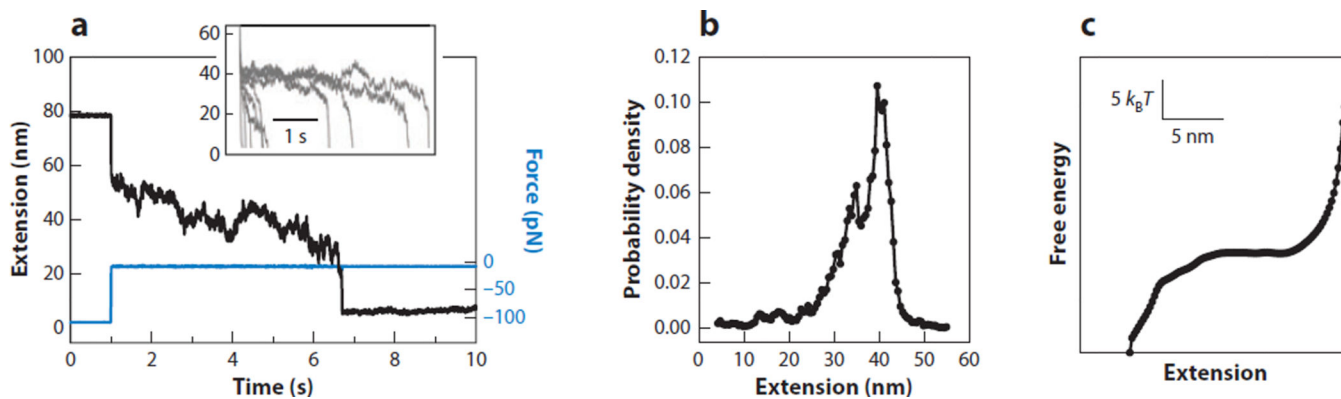 a
60
40
20
0
1 s
100
80
60
40
20
0
Extension (nm)
0
−50
−100
Force (pN)
0
2
4
6
8
10
Time (s)
b
0.12
0.10
0.08
0.06
0.04
0.02
0.00
Probability density
0
10
20
30
40
50
60
Extension (nm)
c
5 kBT
5 nm
Free energy
Extension